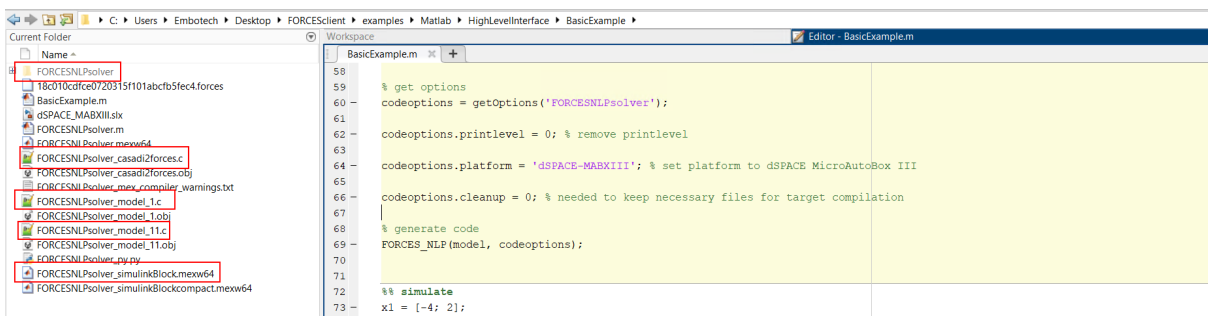 C: ▸ Users ▸ Embotech ▸ Desktop ▸ FORCESclient ▸ examples ▸ Matlab ▸ HighLevelInterface ▸ BasicExample ▸
Current Folder
Name
FORCESNLPsolver
18c010cdfce0720315f101abcfb5fec4.forces
BasicExample.m
dSPACE_MABXIII.slx
FORCESNLPsolver.m
FORCESNLPsolver.mexw64
FORCESNLPsolver_casadi2forces.c
FORCESNLPsolver_casadi2forces.obj
FORCESNLPsolver_mex_compiler_warnings.txt
FORCESNLPsolver_model_1.c
FORCESNLPsolver_model_1.obj
FORCESNLPsolver_model_11.c
FORCESNLPsolver_model_11.obj
FORCESNLPsolver_py.py
FORCESNLPsolver_simulinkBlock.mexw64
FORCESNLPsolver_simulinkBlockcompact.mexw64
Workspace
Editor - BasicExample.m
BasicExample.m
58
59 % get options
60 – codeoptions = getOptions('FORCESNLPsolver');
61
62 – codeoptions.printlevel = 0; % remove printlevel
63
64 – codeoptions.platform = 'dSPACE-MABXIII'; % set platform to dSPACE MicroAutoBox III
65
66 – codeoptions.cleanup = 0; % needed to keep necessary files for target compilation
67
68 % generate code
69 – FORCES_NLP(model, codeoptions);
70
71
72 %% simulate
73 – x1 = [-4; 2];